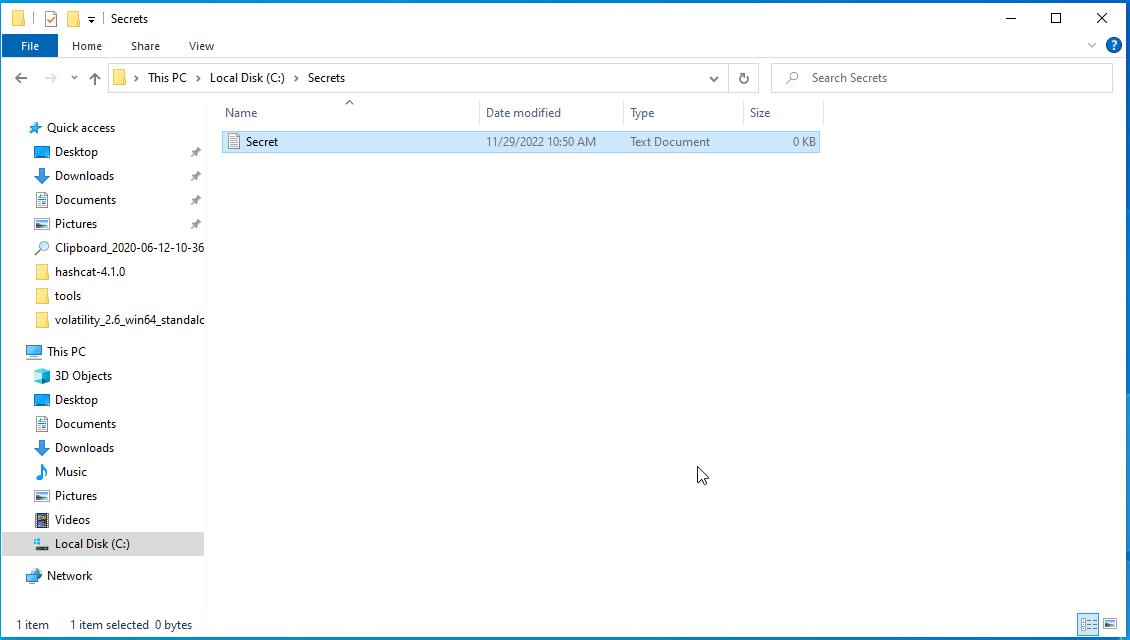 Secrets
File Home Share View
This PC > Local Disk (C:) > Secrets
Search Secrets
Name Date modified Type Size
Secret 11/29/2022 10:50 AM Text Document 0 KB
Quick access
Desktop
Downloads
Documents
Pictures
Clipboard_2020-06-12-10-36
hashcat-4.1.0
tools
volatility_2.6_win64_standalc
This PC
3D Objects
Desktop
Documents
Downloads
Music
Pictures
Videos
Local Disk (C:)
Network
1 item 1 item selected 0 bytes